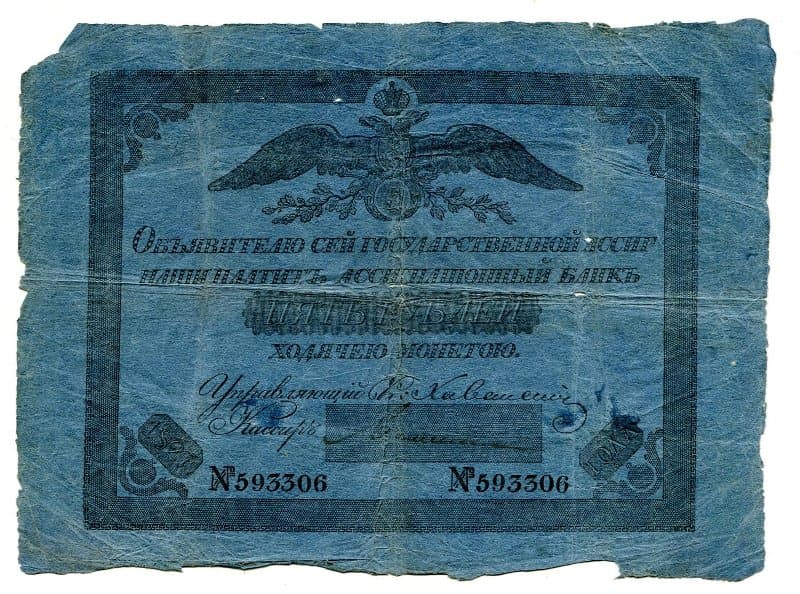 Объявителю сей государственной ассиг
нации платитъ Ассигнационный Банкъ
ПЯТЬ РУБЛЕЙ
ходячею монетою.
Управляющий
Кассиръ
№593306 №593306